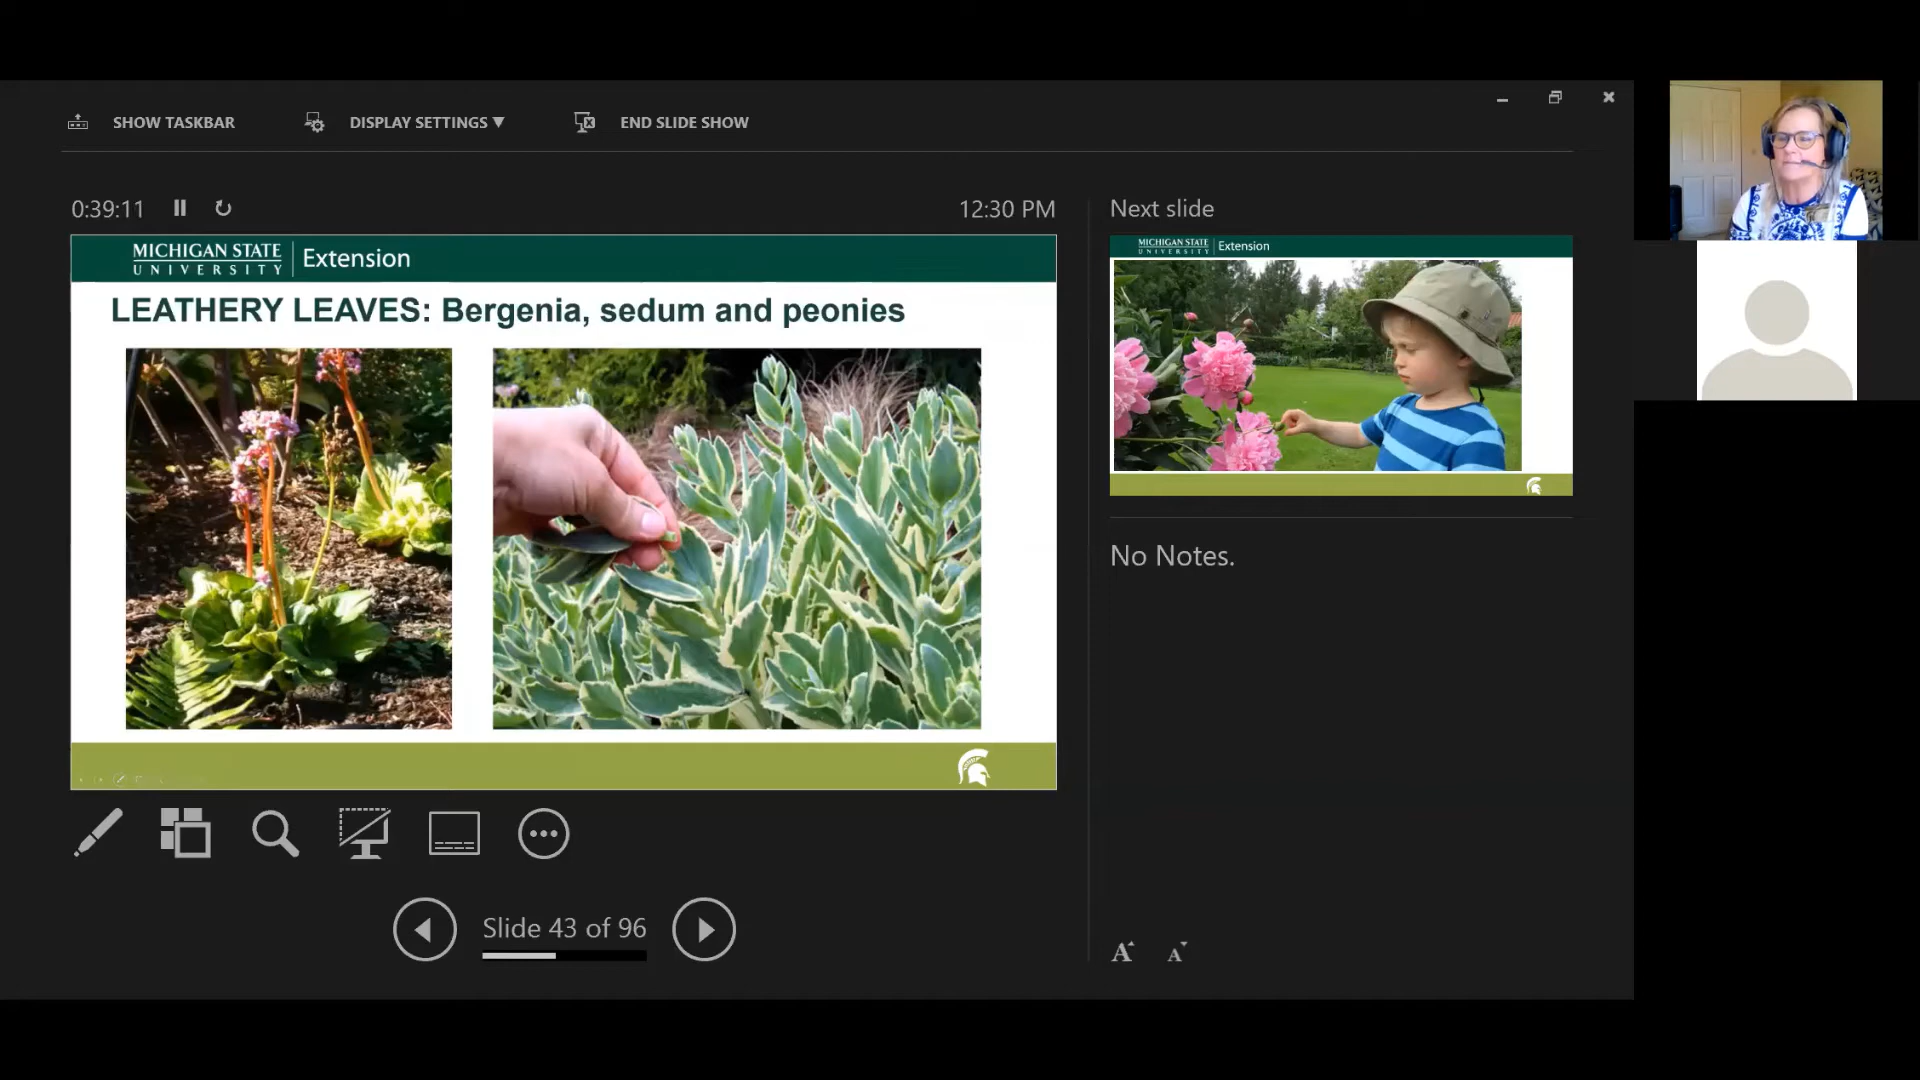 SHOW TASKBAR
DISPLAY SETTINGS ▼
END SLIDE SHOW
0:39:11
12:30 PM
Next slide
MICHIGAN STATE
UNIVERSITY
Extension
LEATHERY LEAVES: Bergenia, sedum and peonies
MICHIGAN STATE
UNIVERSITY
Extension
No Notes.
Slide 43 of 96
A
A